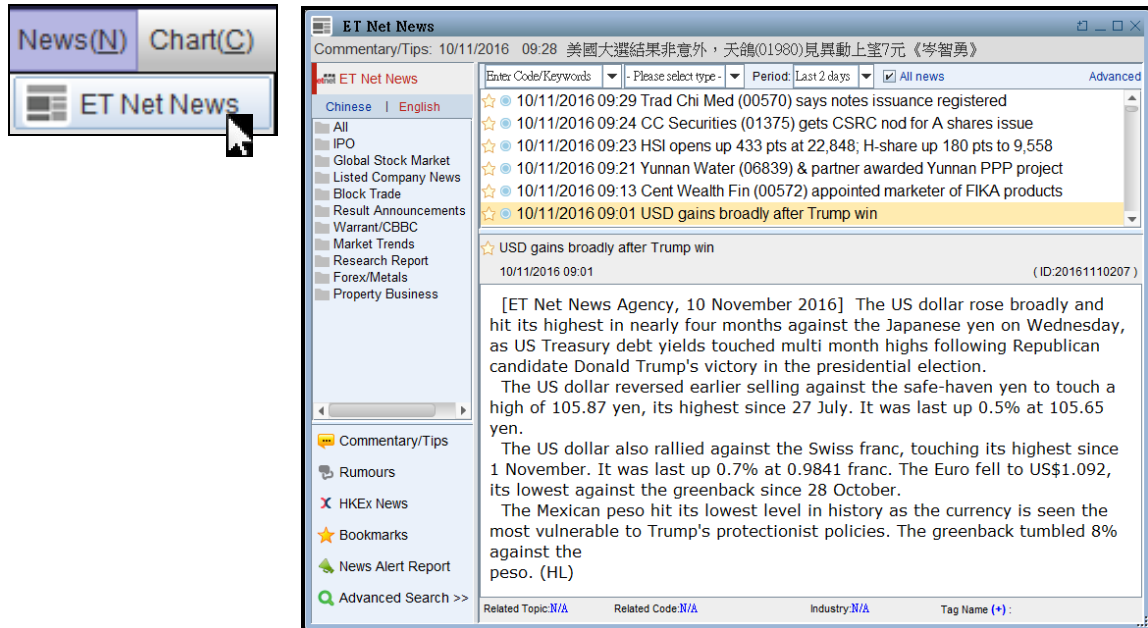 News(N) Chart(C)
ET Net News
ET Net News
Commentary/Tips: 10/11/2016 09:28 美國大選結果非意外，天鴿(01980)見異動上望7元《岑智勇》
etnet ET Net News
Chinese | English
All
IPO
Global Stock Market
Listed Company News
Block Trade
Result Announcements
Warrant/CBBC
Market Trends
Research Report
Forex/Metals
Property Business
Commentary/Tips
Rumours
HKEx News
Bookmarks
News Alert Report
Advanced Search >>
Enter Code/Keywords - Please select type - Period: Last 2 days All news Advanced
10/11/2016 09:29 Trad Chi Med (00570) says notes issuance registered
10/11/2016 09:24 CC Securities (01375) gets CSRC nod for A shares issue
10/11/2016 09:23 HSI opens up 433 pts at 22,848; H-share up 180 pts to 9,558
10/11/2016 09:21 Yunnan Water (06839) & partner awarded Yunnan PPP project
10/11/2016 09:13 Cent Wealth Fin (00572) appointed marketer of FIKA products
10/11/2016 09:01 USD gains broadly after Trump win
USD gains broadly after Trump win
10/11/2016 09:01 ( ID:20161110207 )
[ET Net News Agency, 10 November 2016] The US dollar rose broadly and
hit its highest in nearly four months against the Japanese yen on Wednesday,
as US Treasury debt yields touched multi month highs following Republican
candidate Donald Trump's victory in the presidential election.
The US dollar reversed earlier selling against the safe-haven yen to touch a
high of 105.87 yen, its highest since 27 July. It was last up 0.5% at 105.65
yen.
The US dollar also rallied against the Swiss franc, touching its highest since
1 November. It was last up 0.7% at 0.9841 franc. The Euro fell to US$1.092,
its lowest against the greenback since 28 October.
The Mexican peso hit its lowest level in history as the currency is seen the
most vulnerable to Trump's protectionist policies. The greenback tumbled 8%
against the
peso. (HL)
Related Topic:N/A Related Code:N/A Industry:N/A Tag Name (+) :